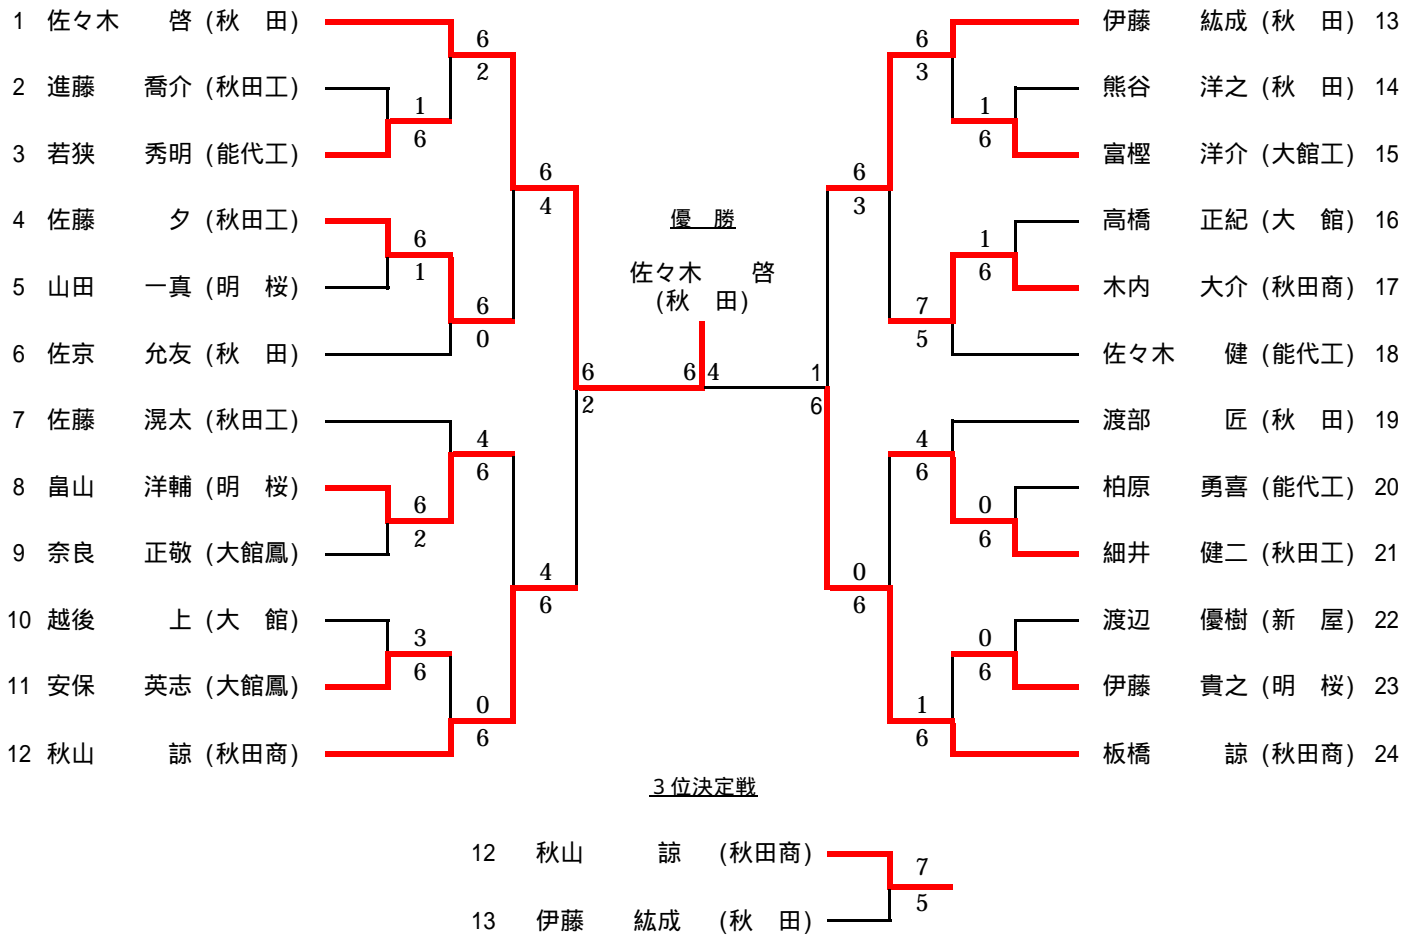 1 佐々木 啓 (秋 田)
2 進藤 喬介 (秋田工)
3 若狭 秀明 (能代工)
4 佐藤 夕 (秋田工)
5 山田 一真 (明 桜)
6 佐京 允友 (秋 田)
7 佐藤 滉太 (秋田工)
8 畠山 洋輔 (明 桜)
9 奈良 正敬 (大館鳳)
10 越後 上 (大 館)
11 安保 英志 (大館鳳)
12 秋山 諒 (秋田商)
6
2
1
6
6
1
6
0
6
4
4
6
6
2
3
6
0
6
4
6
6
2
優 勝
佐々木 啓
(秋 田)
6 4
1
6
6
3
0
6
6
3
1
6
1
6
7
5
4
6
0
6
0
6
1
6
伊藤 紘成 (秋 田) 13
熊谷 洋之 (秋 田) 14
富樫 洋介 (大館工) 15
高橋 正紀 (大 館) 16
木内 大介 (秋田商) 17
佐々木 健 (能代工) 18
渡部 匠 (秋 田) 19
柏原 勇喜 (能代工) 20
細井 健二 (秋田工) 21
渡辺 優樹 (新 屋) 22
伊藤 貴之 (明 桜) 23
板橋 諒 (秋田商) 24
３位決定戦
12 秋山 諒 (秋田商)
7
5
13 伊藤 紘成 (秋 田)